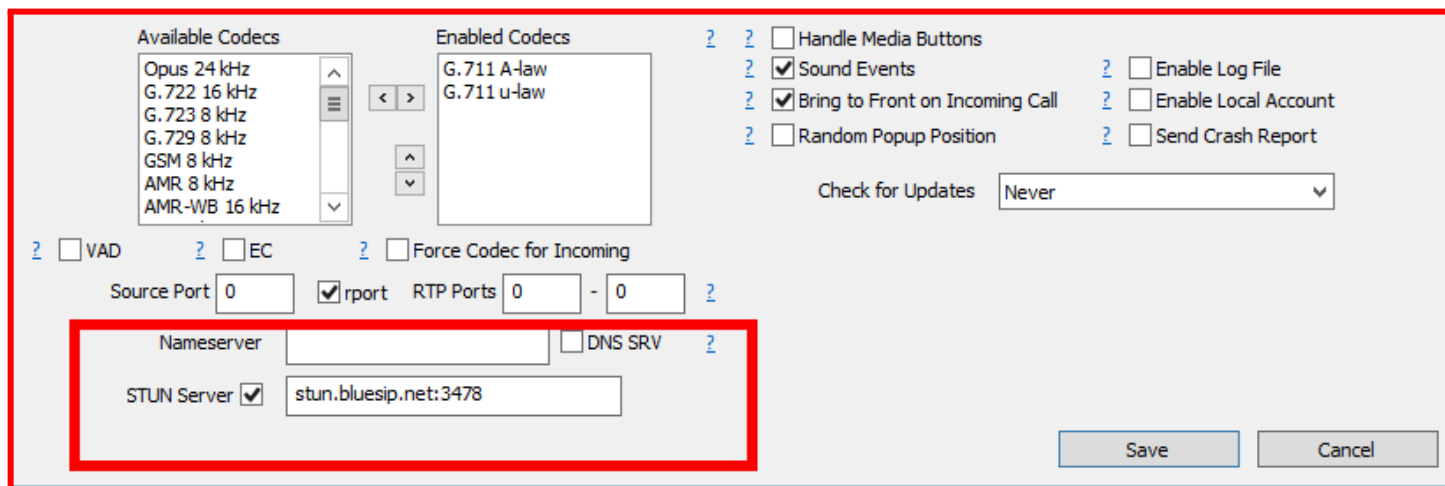 Available Codecs
Enabled Codecs
Opus 24 kHz
G.722 16 kHz
G.723 8 kHz
G.729 8 kHz
GSM 8 kHz
AMR 8 kHz
AMR-WB 16 kHz
G.711 A-law
G.711 u-law
? ? Handle Media Buttons
? Sound Events ? Enable Log File
? Bring to Front on Incoming Call ? Enable Local Account
? Random Popup Position ? Send Crash Report
Check for Updates Never
? VAD ? EC ? Force Codec for Incoming
Source Port 0 rport RTP Ports 0 - 0 ?
Nameserver DNS SRV ?
STUN Server stun.bluesip.net:3478
Save Cancel